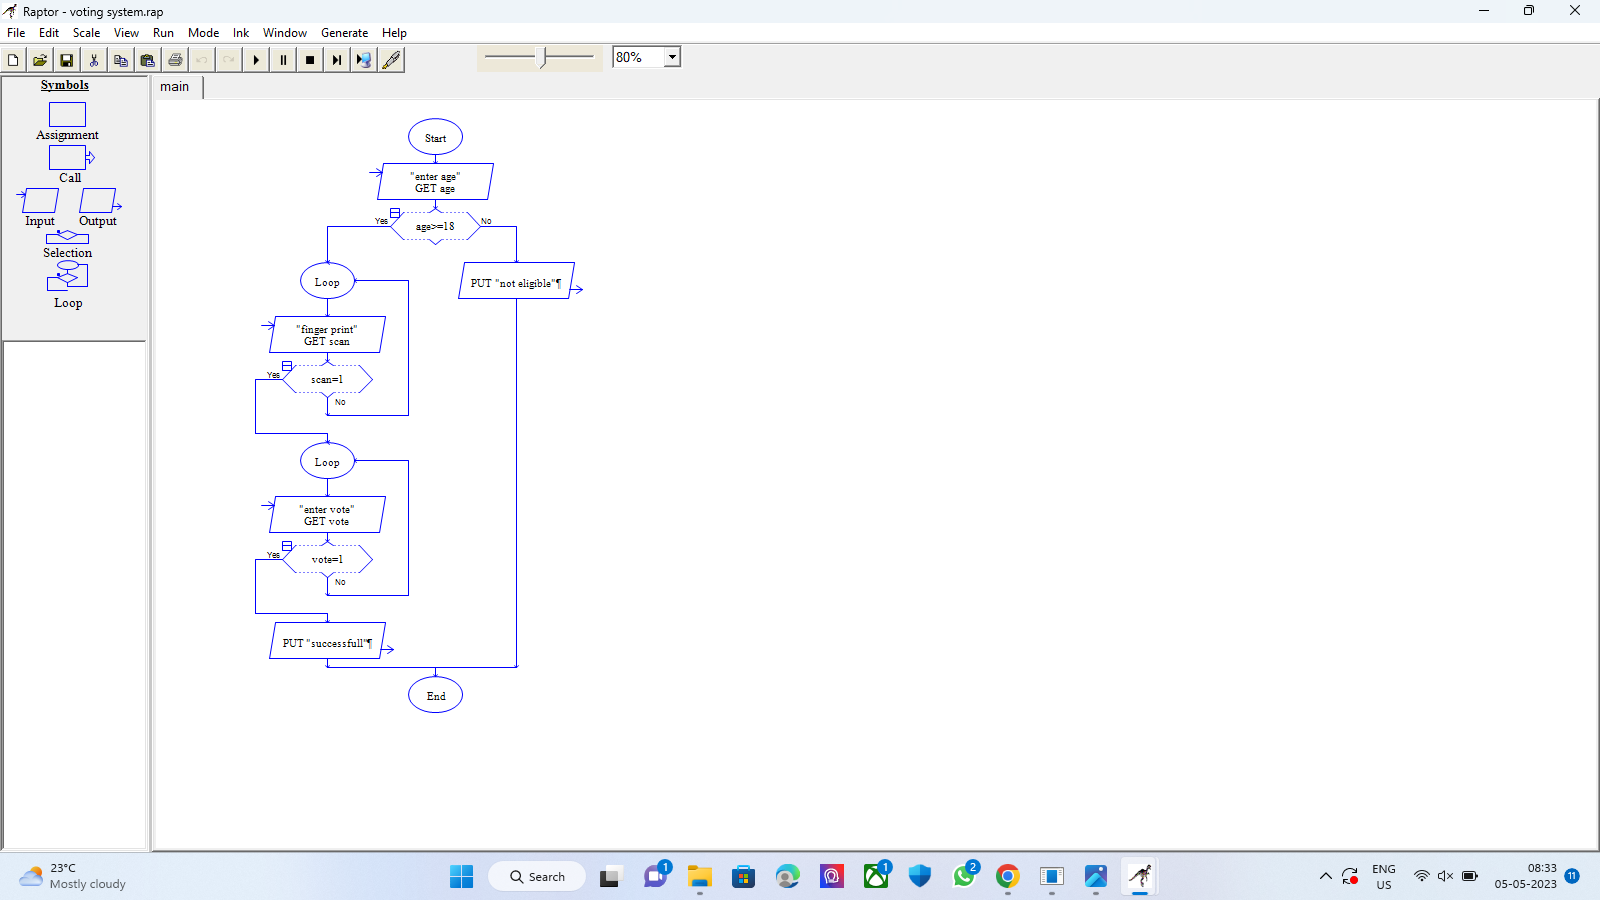 Raptor - voting system.rap
File Edit Scale View Run Mode Ink Window Generate Help
80%
Symbols
Assignment
Call
Input Output
Selection
Loop
main
Start
"enter age"
GET age
Yes age>=18 No
Loop
PUT "not eligible"¶
"finger print"
GET scan
Yes scan=1
No
Loop
"enter vote"
GET vote
Yes vote=1
No
PUT "successfull"¶
End
23°C
Mostly cloudy
Search
1
1
2
ENG
US
08:33
05-05-2023
11